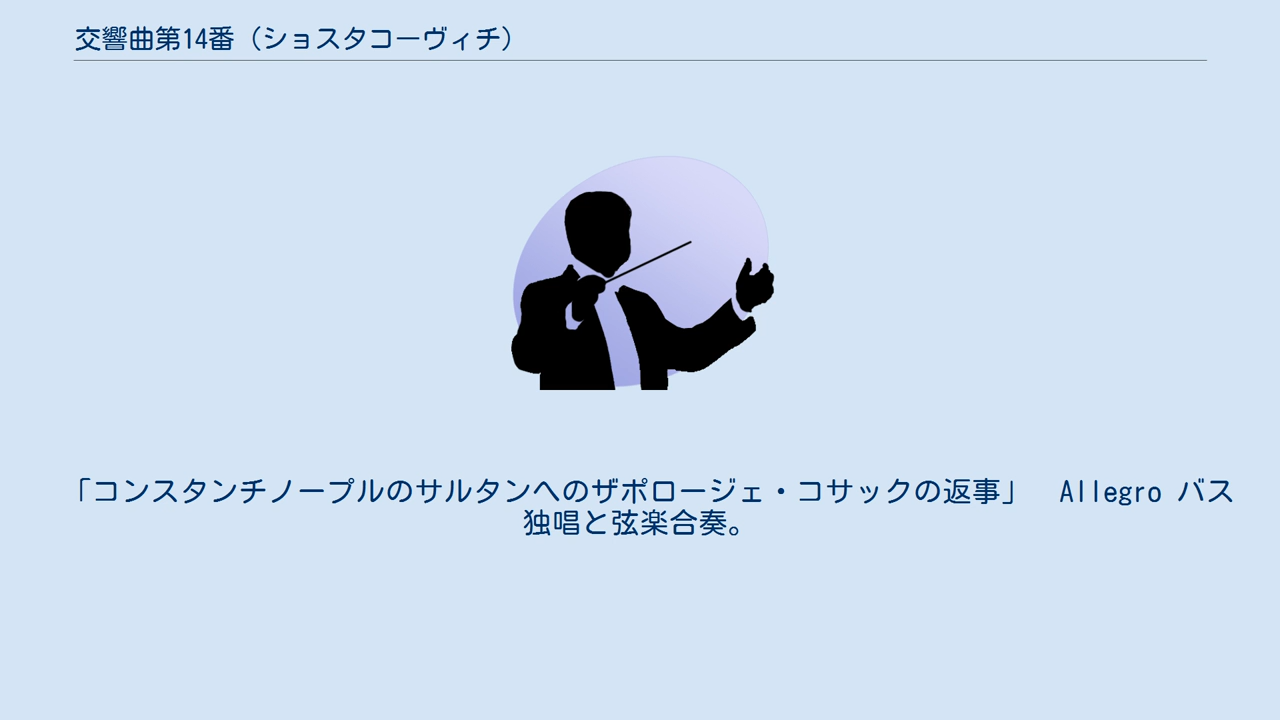 交響曲第14番（ショスタコーヴィチ）
「コンスタンチノープルのサルタンへのザポロージェ・コサックの返事」　Allegro バス
独唱と弦楽合奏。